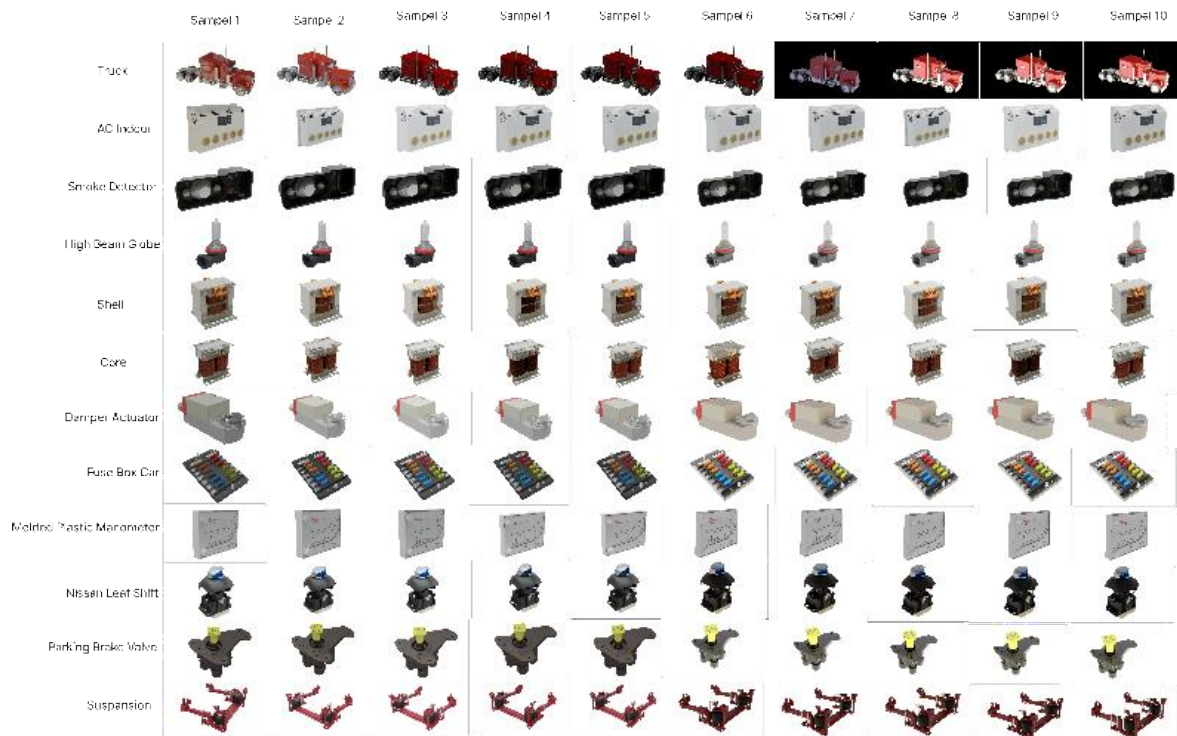 Sampel 1 Sampel 2 Sampel 3 Sampel 4 Sampel 5 Sampel 6 Sampel 7 Sampel 8 Sampel 9 Sampel 10
Truck
AC Indour
Smoke Detector
High Beam Globe
Shell
Core
Damper Actuator
Fuse Box Car
Molded Plastic Manometer
Nissan Leaf Shift
Parking Brake Valve
Suspension